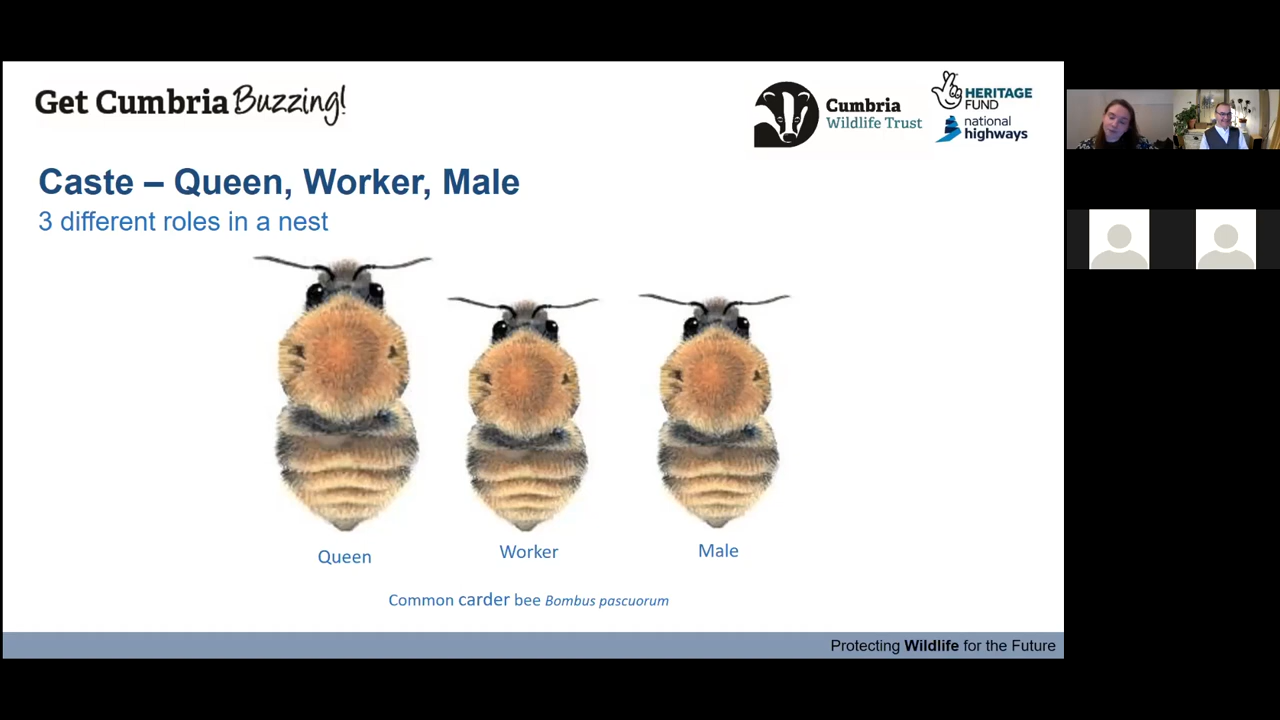 Get Cumbria Buzzing!
Cumbria
Wildlife Trust
HERITAGE
FUND
national
highways
Caste – Queen, Worker, Male
3 different roles in a nest
Queen
Worker
Male
Common carder bee Bombus pascuorum
Protecting Wildlife for the Future